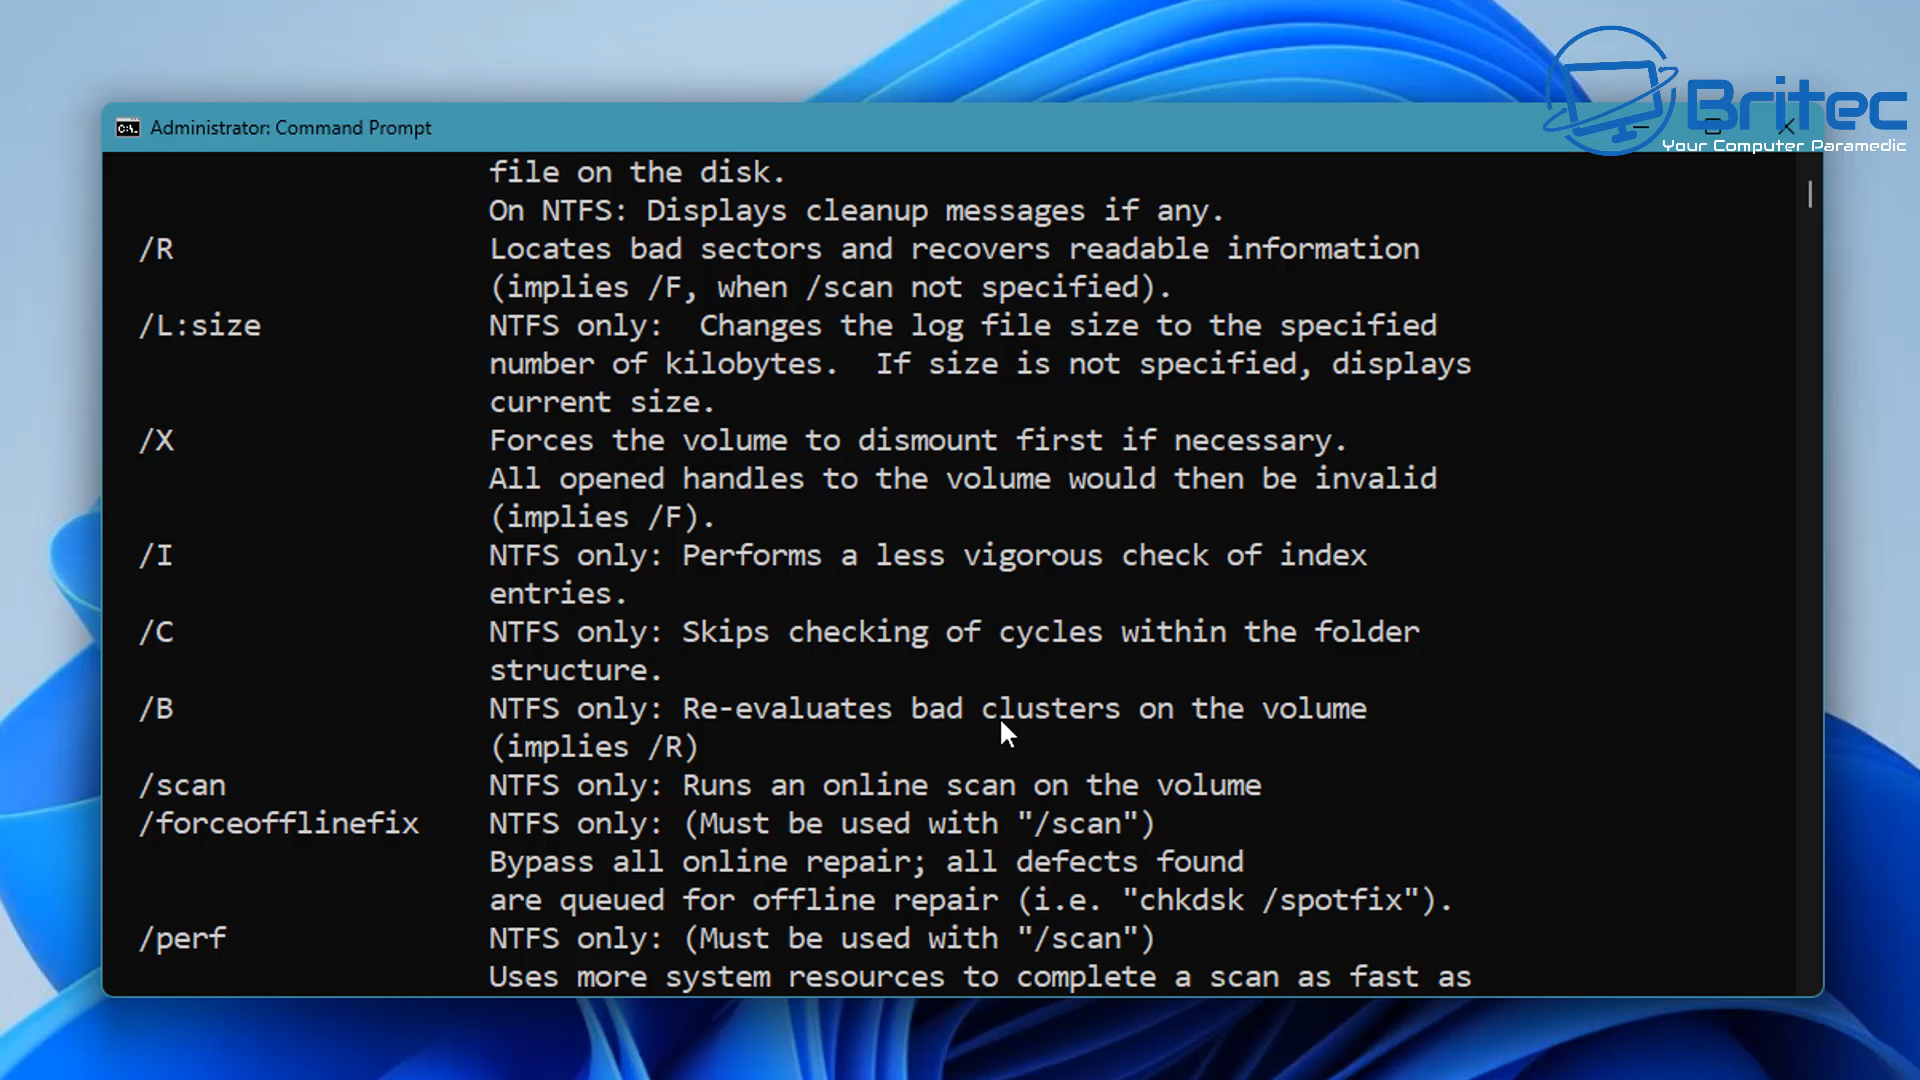 Britec
Your Computer Paramedic
Administrator: Command Prompt
file on the disk.
On NTFS: Displays cleanup messages if any.
/R Locates bad sectors and recovers readable information
(implies /F, when /scan not specified).
/L:size NTFS only:  Changes the log file size to the specified
number of kilobytes.  If size is not specified, displays
current size.
/X Forces the volume to dismount first if necessary.
All opened handles to the volume would then be invalid
(implies /F).
/I NTFS only: Performs a less vigorous check of index
entries.
/C NTFS only: Skips checking of cycles within the folder
structure.
/B NTFS only: Re-evaluates bad clusters on the volume
(implies /R)
/scan NTFS only: Runs an online scan on the volume
/forceofflinefix NTFS only: (Must be used with "/scan")
Bypass all online repair; all defects found
are queued for offline repair (i.e. "chkdsk /spotfix").
/perf NTFS only: (Must be used with "/scan")
Uses more system resources to complete a scan as fast as